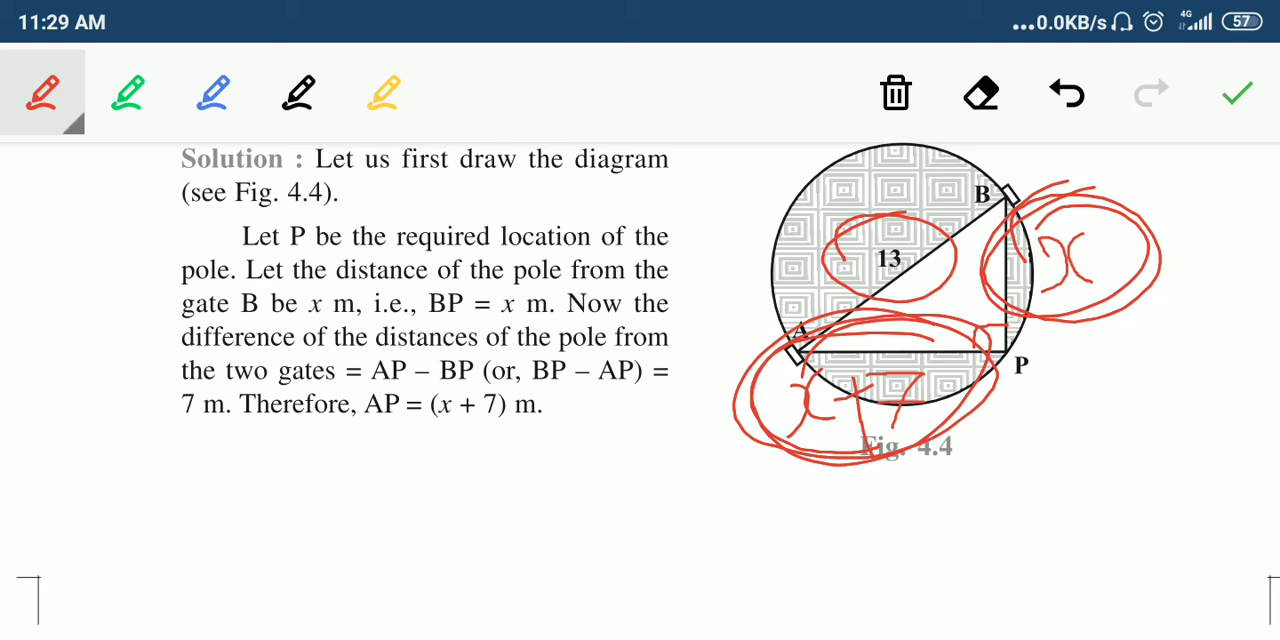 11:29 AM
...0.0KB/s 4G 57
Solution : Let us first draw the diagram
(see Fig. 4.4).
Let P be the required location of the
pole. Let the distance of the pole from the
gate B be x m, i.e., BP = x m. Now the
difference of the distances of the pole from
the two gates = AP – BP (or, BP – AP) =
7 m. Therefore, AP = (x + 7) m.
B
13
x
A
P
x+7
Fig. 4.4